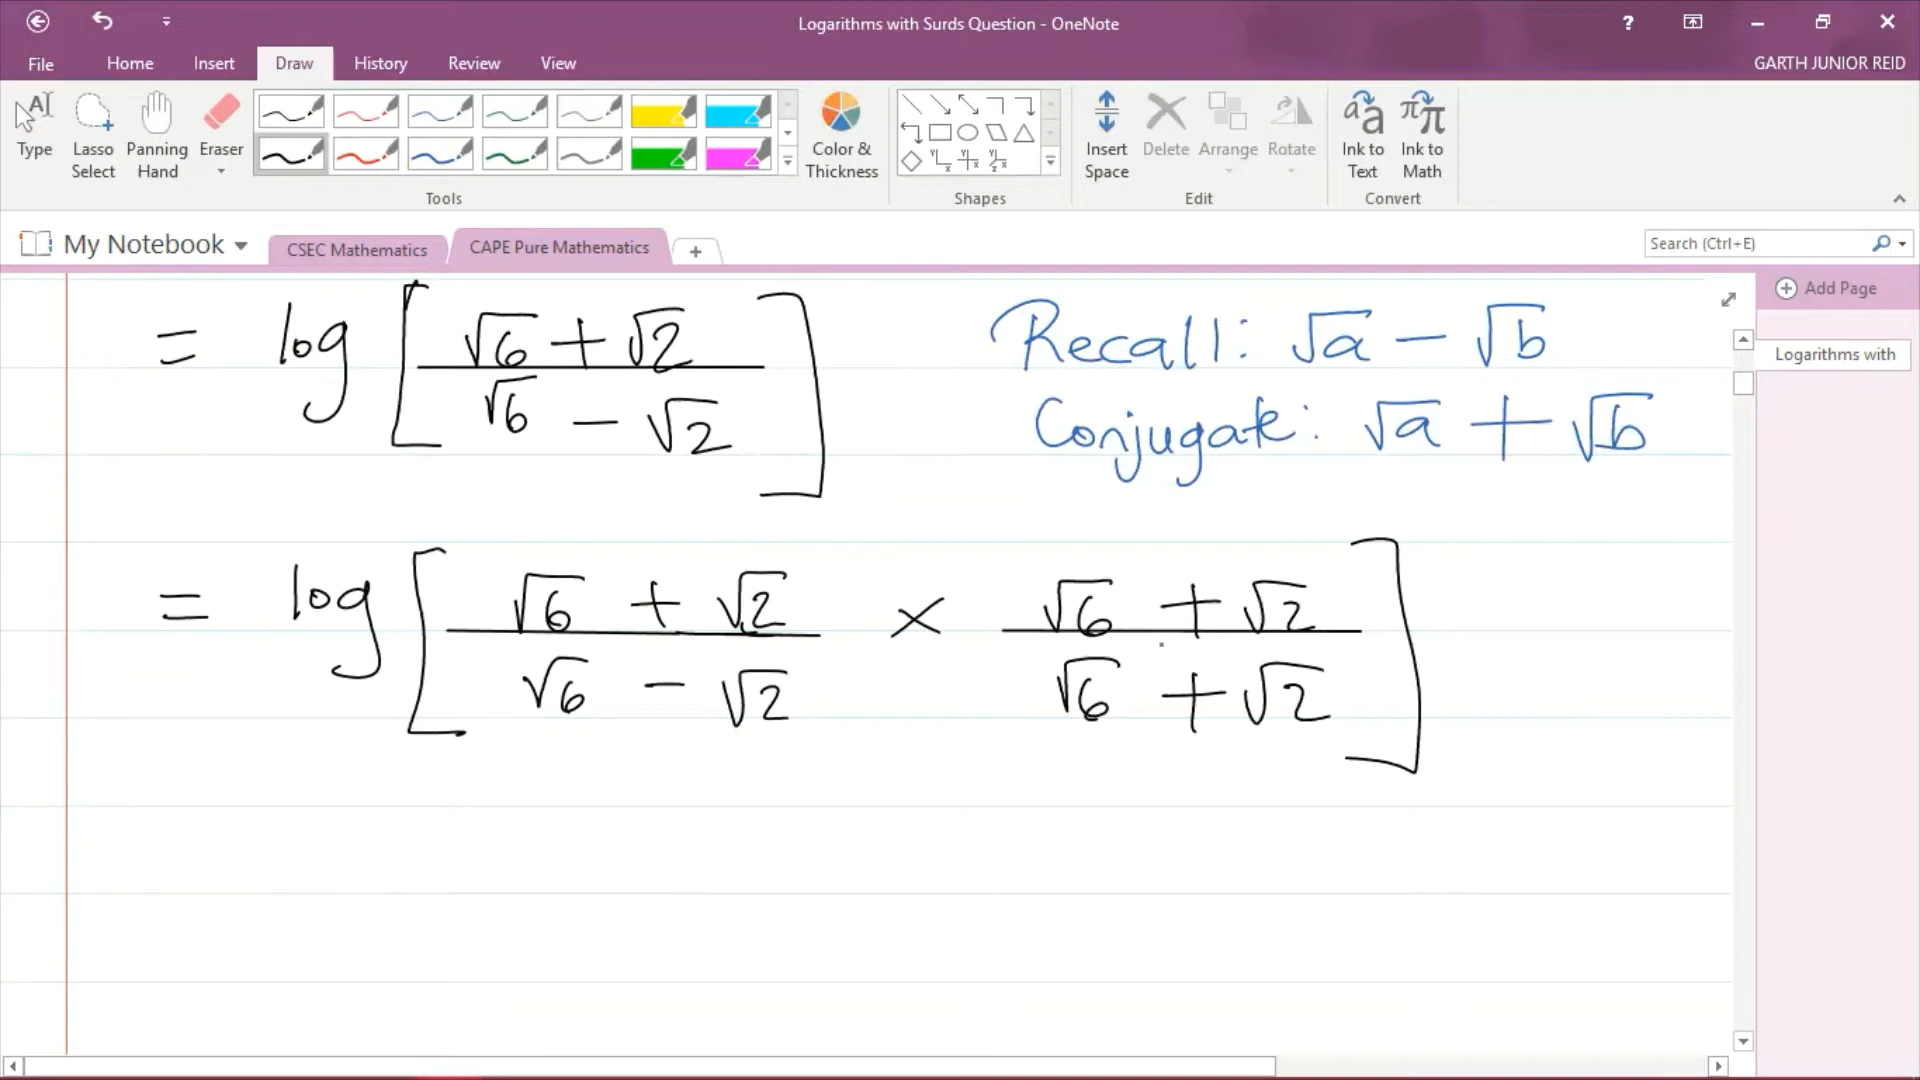 Logarithms with Surds Question - OneNote
?
File Home Insert Draw History Review View
GARTH JUNIOR REID
Type
Lasso Select
Panning Hand
Eraser
Color & Thickness
Insert Space
Delete
Arrange
Rotate
Ink to Text
Ink to Math
Tools
Shapes
Edit
Convert
My Notebook
CSEC Mathematics
CAPE Pure Mathematics
+
Search (Ctrl+E)
Add Page
Logarithms with
= log [ (√6 + √2) / (√6 − √2) ]
Recall: √a − √b
Conjugate: √a + √b
= log [ (√6 + √2) / (√6 − √2) × (√6 + √2) / (√6 + √2) ]